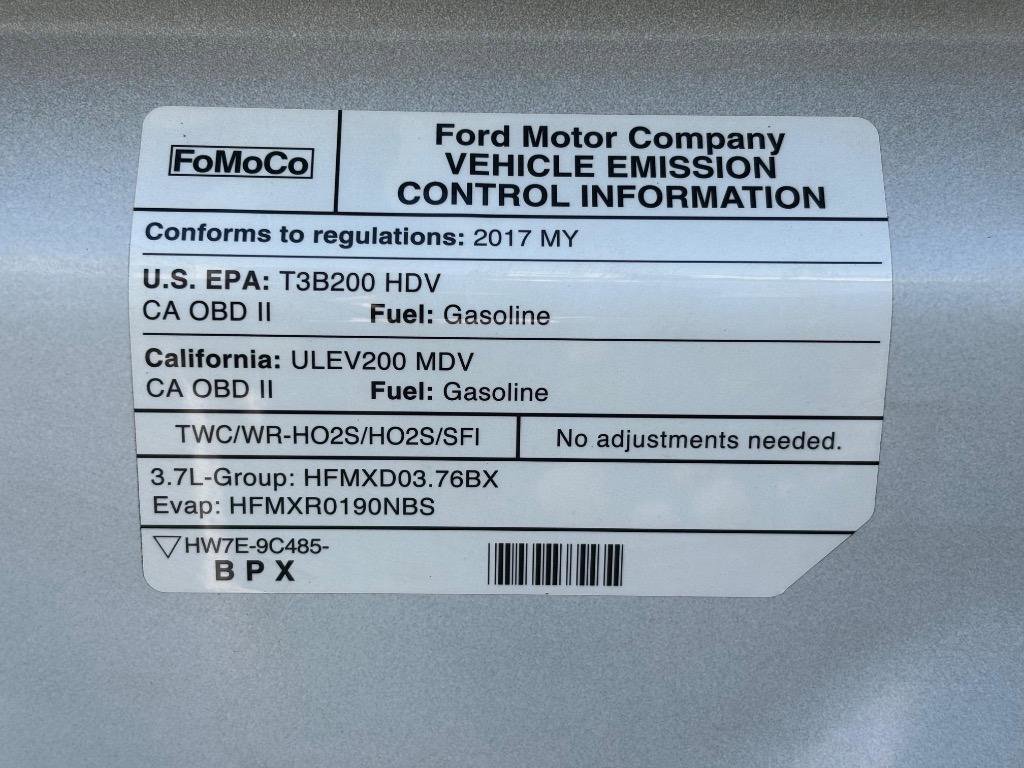 FoMoCo
Ford Motor Company
VEHICLE EMISSION
CONTROL INFORMATION
Conforms to regulations: 2017 MY
U.S. EPA: T3B200 HDV
CA OBD II Fuel: Gasoline
California: ULEV200 MDV
CA OBD II Fuel: Gasoline
TWC/WR-HO2S/HO2S/SFI No adjustments needed.
3.7L-Group: HFMXD03.76BX
Evap: HFMXR0190NBS
HW7E-9C485-
B P X